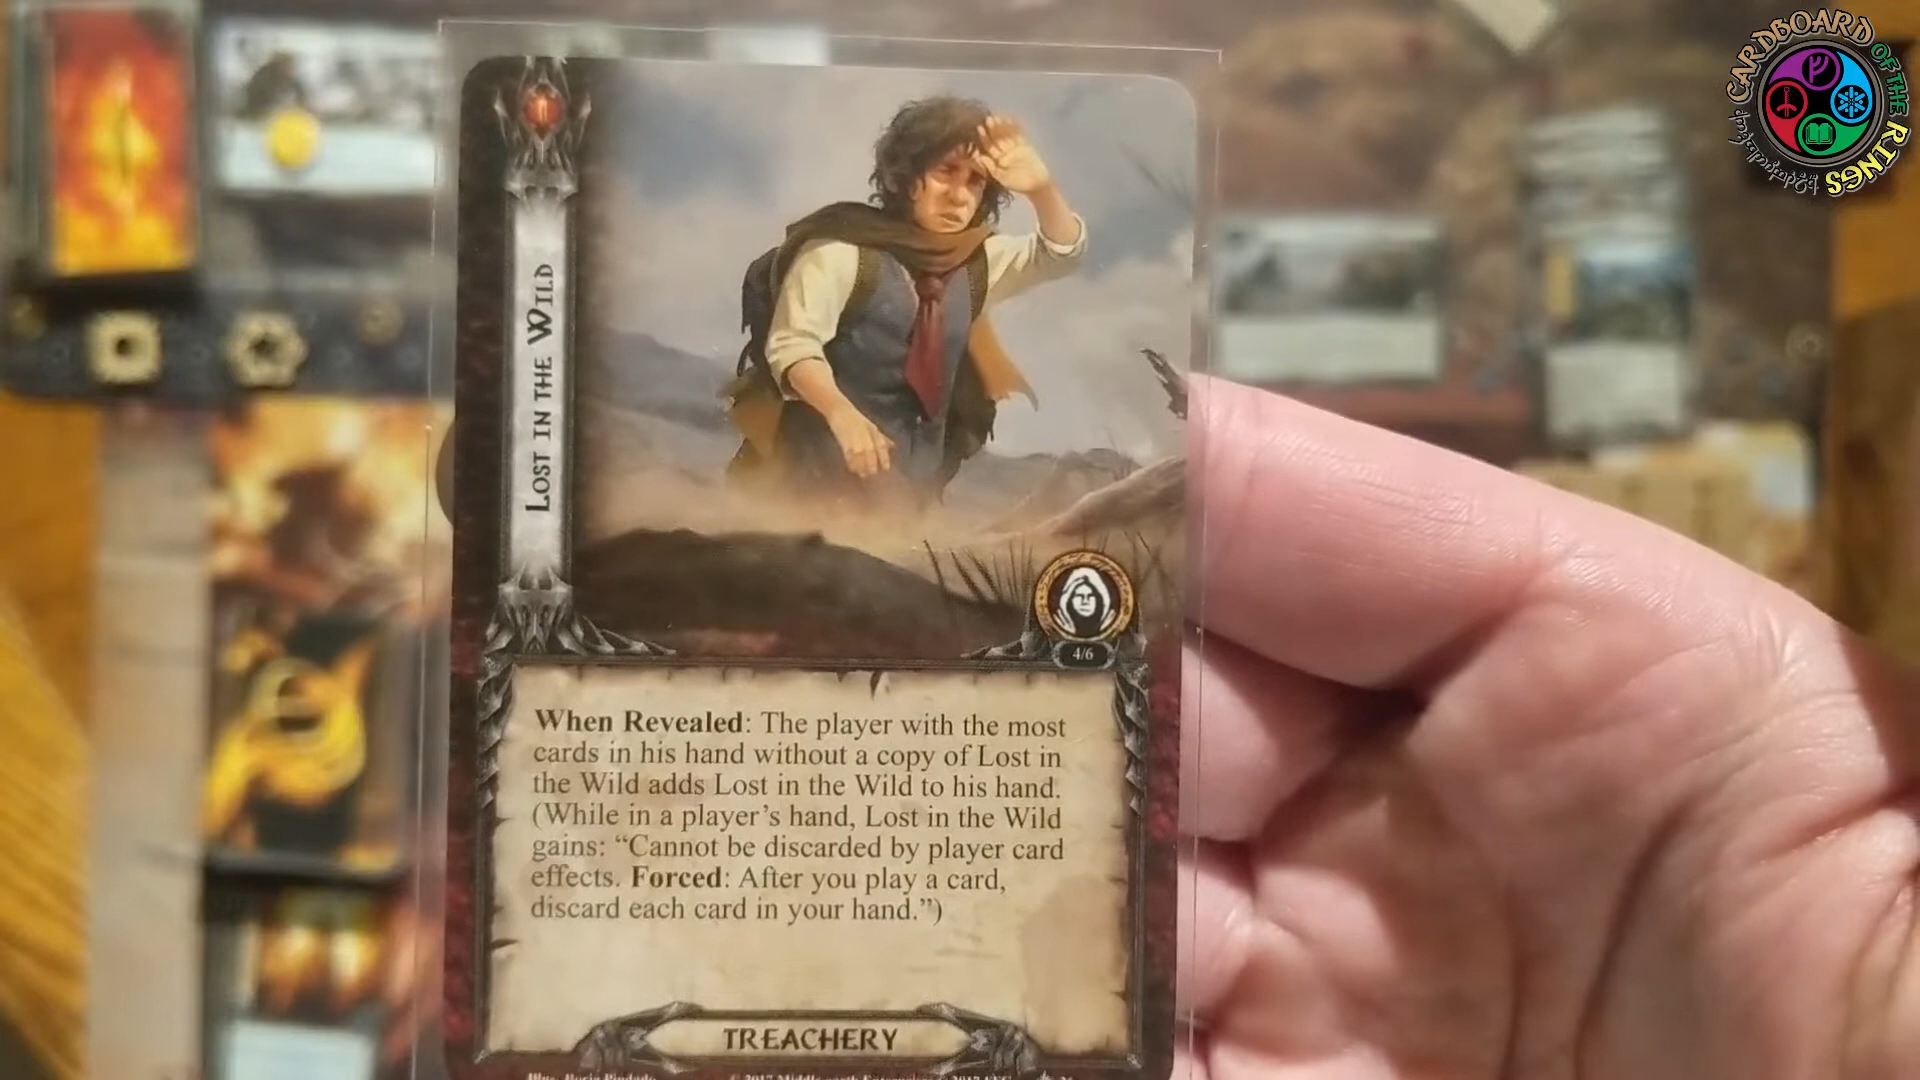 CARDBOARD OF THE RINGS
LOST IN THE WILD
4/6
When Revealed: The player with the most
cards in his hand without a copy of Lost in
the Wild adds Lost in the Wild to his hand.
(While in a player's hand, Lost in the Wild
gains: “Cannot be discarded by player card
effects. Forced: After you play a card,
discard each card in your hand.”)
TREACHERY